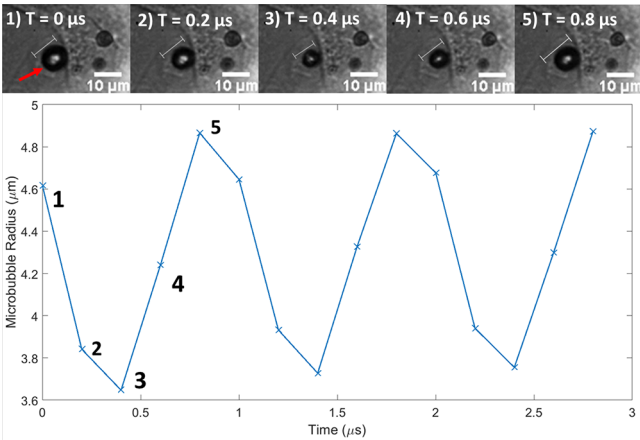 1) T = 0 µs
2) T = 0.2 µs
3) T = 0.4 µs
4) T = 0.6 µs
5) T = 0.8 µs
10 µm
10 µm
10 µm
10 µm
10 µm
5
4.8
4.6
4.4
4.2
4
3.8
3.6
Microbubble Radius (μm)
1
2
3
4
5
0
0.5
1
1.5
2
2.5
3
Time (μs)